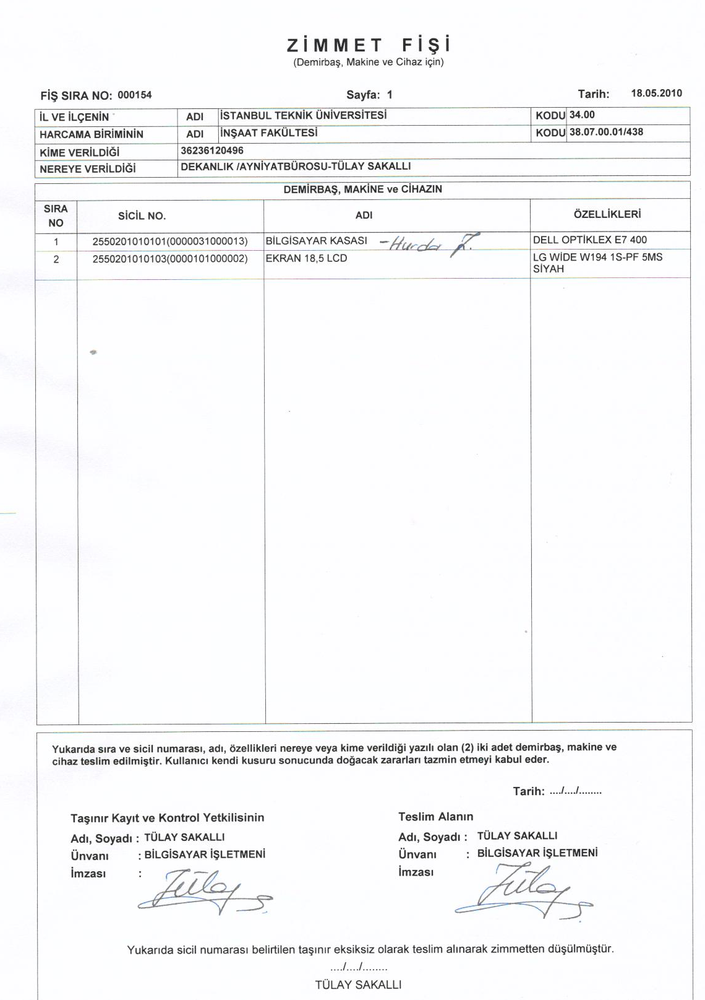 ZİMMET FİŞİ
(Demirbaş, Makine ve Cihaz için)
FİŞ SIRA NO: 000154 Sayfa: 1 Tarih: 18.05.2010
İL VE İLÇENİN ADI İSTANBUL TEKNİK ÜNİVERSİTESİ KODU 34.00
HARCAMA BİRİMİNİN ADI İNŞAAT FAKÜLTESİ KODU 38.07.00.01/438
KİME VERİLDİĞİ 36236120496
NEREYE VERİLDİĞİ DEKANLIK /AYNİYATBÜROSU-TÜLAY SAKALLI
DEMİRBAŞ, MAKİNE ve CİHAZIN
SIRA NO SİCİL NO. ADI ÖZELLİKLERİ
1 2550201010101(0000031000013) BİLGİSAYAR KASASI -Hurda DELL OPTİKLEX E7 400
2 2550201010103(0000101000002) EKRAN 18,5 LCD LG WİDE W194 1S-PF 5MS
SİYAH
Yukarıda sıra ve sicil numarası, adı, özellikleri nereye veya kime verildiği yazılı olan (2) iki adet demirbaş, makine ve
cihaz teslim edilmiştir. Kullanıcı kendi kusuru sonucunda doğacak zararları tazmin etmeyi kabul eder.
Tarih: ..../..../........
Taşınır Kayıt ve Kontrol Yetkilisinin Teslim Alanın
Adı, Soyadı : TÜLAY SAKALLI Adı, Soyadı : TÜLAY SAKALLI
Ünvanı : BİLGİSAYAR İŞLETMENİ Ünvanı : BİLGİSAYAR İŞLETMENİ
İmzası : Tülay S. İmzası Tülay S.
Yukarıda sicil numarası belirtilen taşınır eksiksiz olarak teslim alınarak zimmetten düşülmüştür.
..../..../........
TÜLAY SAKALLI